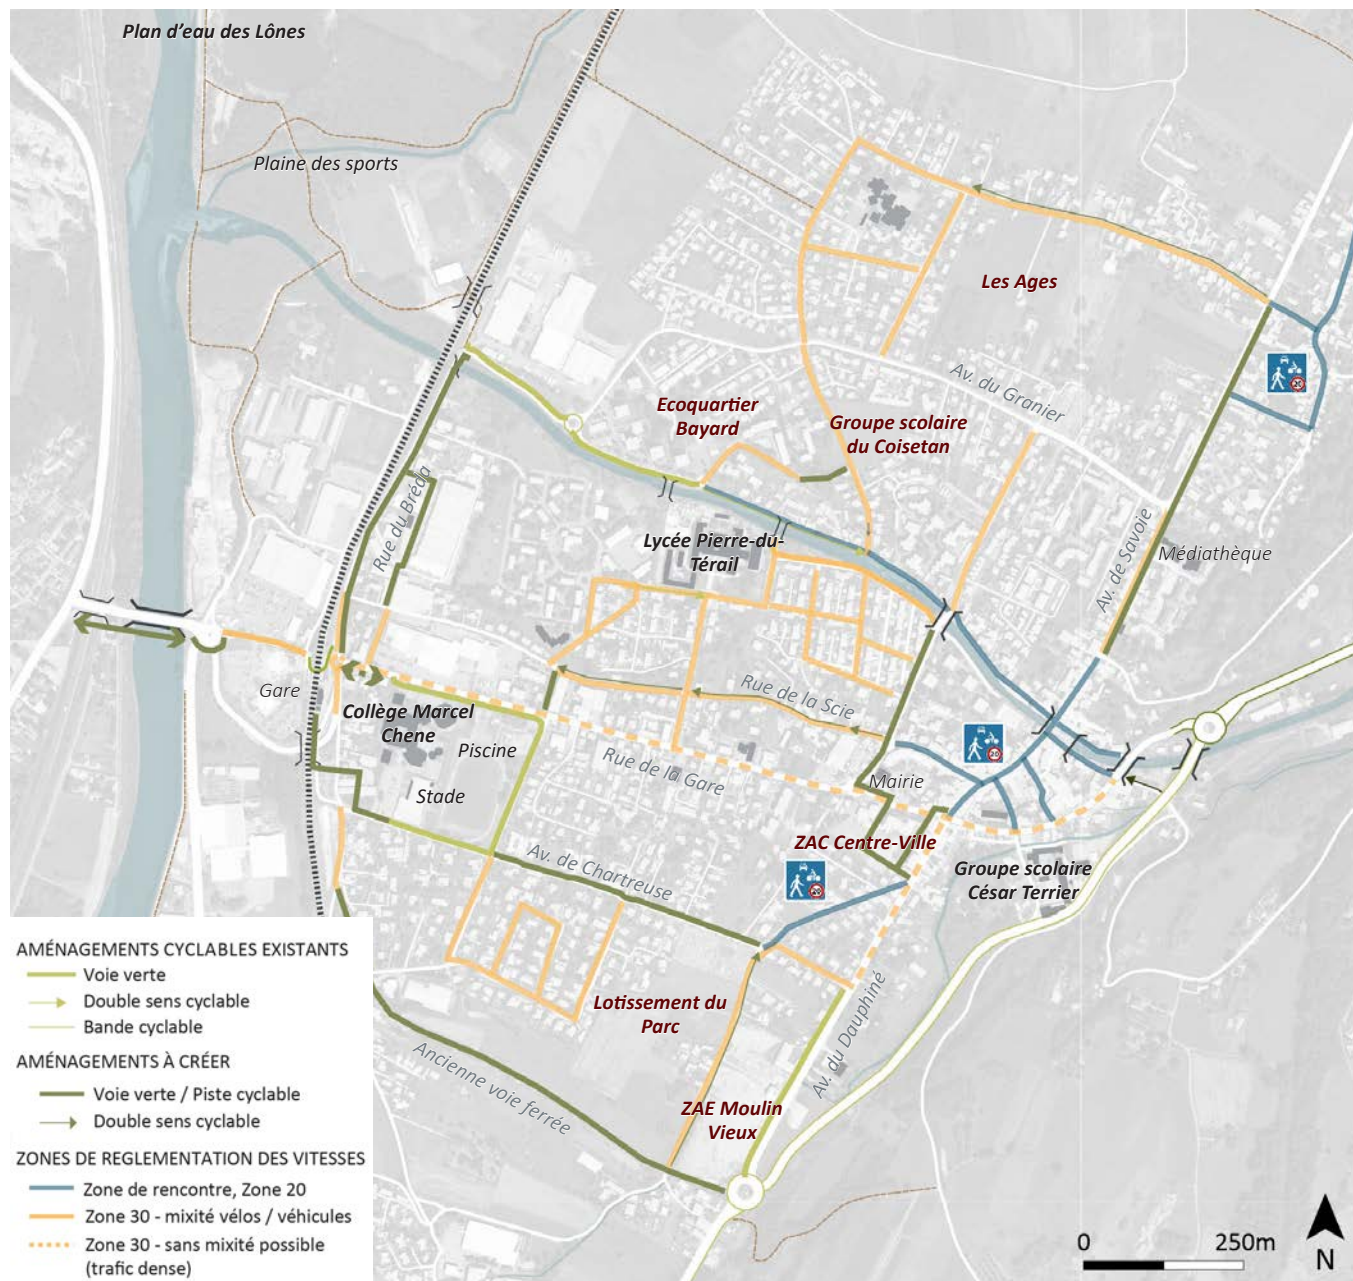 Plan d'eau des Lônes
Plaine des sports
Les Ages
20
Av. du Granier
Ecoquartier
Bayard
Groupe scolaire
du Coisetan
Rue du Bréda
Lycée Pierre-du-
Térail
Av. de Savoie
Médiathèque
Gare
Collège Marcel
Chene
Piscine
Stade
Rue de la Scie
20
Rue de la Gare
Mairie
ZAC Centre-Ville
20
Av. de Chartreuse
Groupe scolaire
César Terrier
Lotissement du
Parc
Av. du Dauphiné
Ancienne voie ferrée
ZAE Moulin
Vieux
AMÉNAGEMENTS CYCLABLES EXISTANTS
Voie verte
Double sens cyclable
Bande cyclable
AMÉNAGEMENTS À CRÉER
Voie verte / Piste cyclable
Double sens cyclable
ZONES DE REGLEMENTATION DES VITESSES
Zone de rencontre, Zone 20
Zone 30 - mixité vélos / véhicules
Zone 30 - sans mixité possible
(trafic dense)
0 250m
N